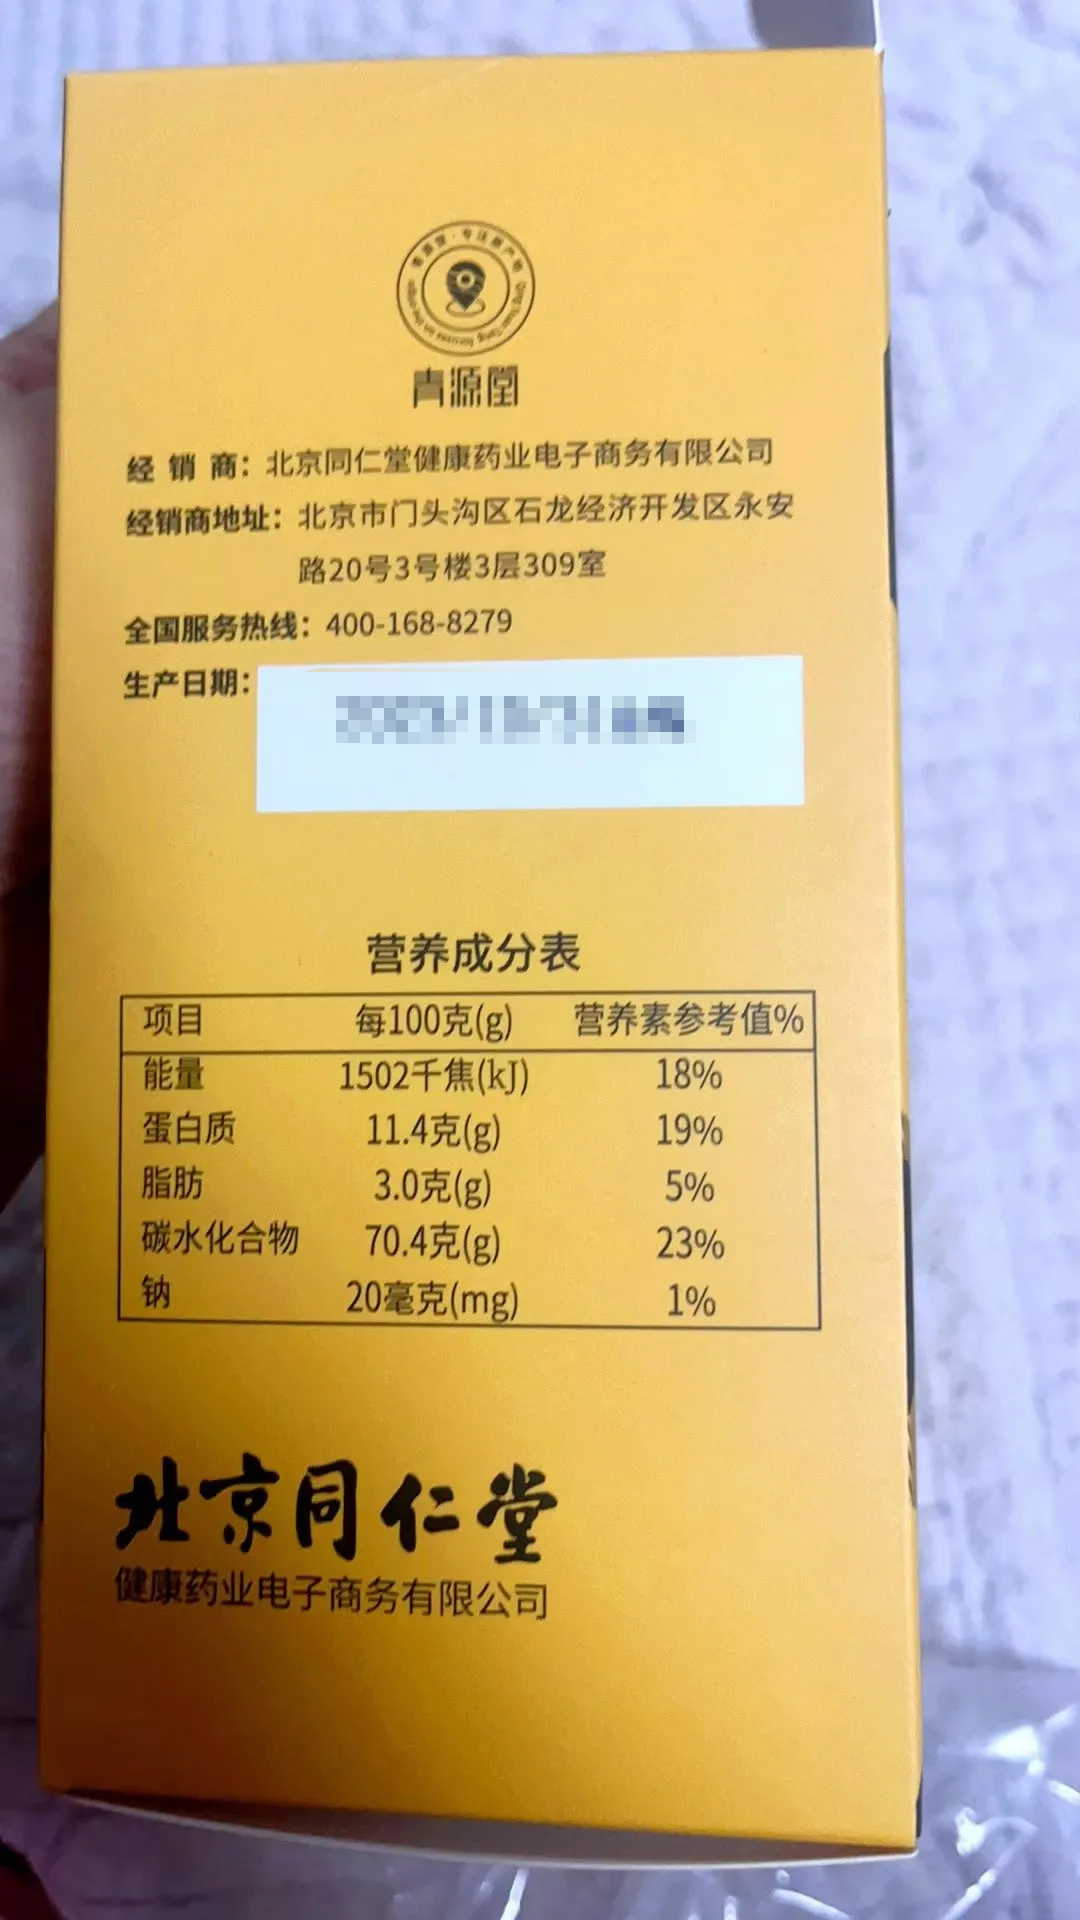 青源堂
经 销 商：北京同仁堂健康药业电子商务有限公司
经销商地址：北京市门头沟区石龙经济开发区永安
路20号3号楼3层309室
全国服务热线：400-168-8279
生产日期：
营养成分表
项目 每100克(g) 营养素参考值%
能量 1502千焦(kJ) 18%
蛋白质 11.4克(g) 19%
脂肪 3.0克(g) 5%
碳水化合物 70.4克(g) 23%
钠 20毫克(mg) 1%
北京同仁堂
健康药业电子商务有限公司